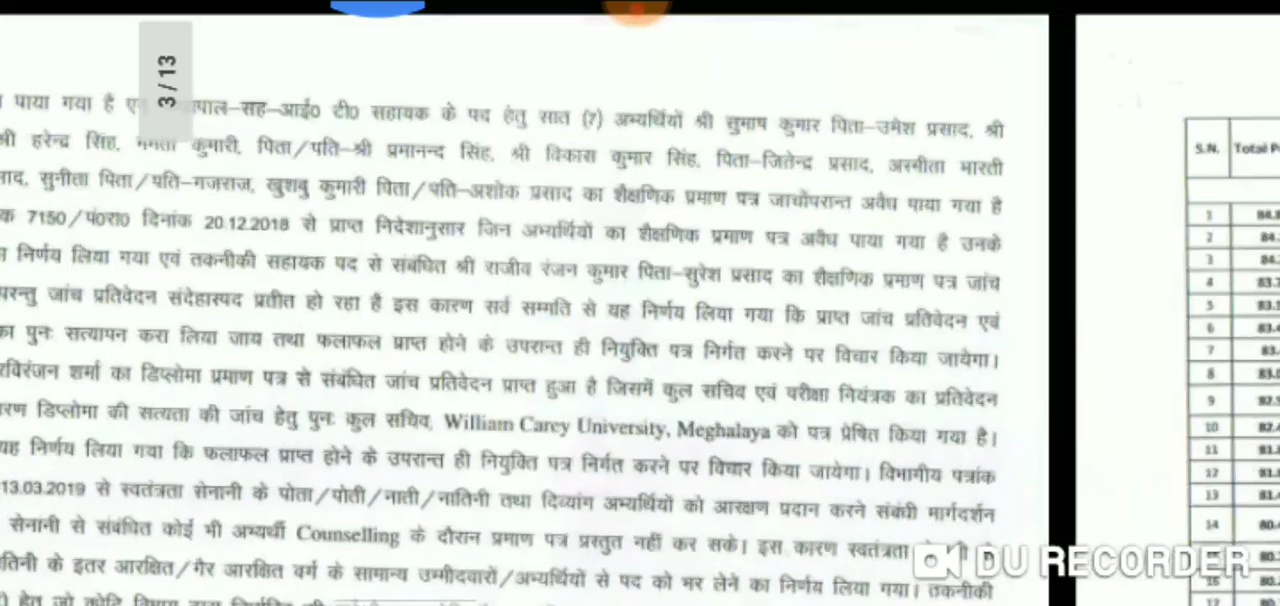 3/13
पाया गया है एवं पाल–सह–आई0 टी0 सहायक के पद हेतु सात (7) अभ्यर्थियों श्री सुभाष कुमार पिता–उमेश प्रसाद, श्री
श्री हरेन्द्र सिंह, ममता कुमारी, पिता/पति–श्री प्रमानन्द सिंह, श्री विकास कुमार सिंह, पिता–जितेन्द्र प्रसाद, अस्मीता भारती
सुनीता पिता/पति–गजराज, खुशबु कुमारी पिता/पति–अशोक प्रसाद का शैक्षणिक प्रमाण पत्र जाचोंपरान्त अवैध पाया गया है
7150/पं0रा0 दिनांक 20.12.2018 से प्राप्त निदेशानुसार जिन अभ्यर्थियों का शैक्षणिक प्रमाण पत्र अवैध पाया गया है उनके
निर्णय लिया गया एवं तकनीकी सहायक पद से संबंधित श्री राजीव रंजन कुमार पिता–सुरेश प्रसाद का शैक्षणिक प्रमाण पत्र जांच
परन्तु जांच प्रतिवेदन संदेहास्पद प्रतीत हो रहा है इस कारण सर्व सम्मति से यह निर्णय लिया गया कि प्राप्त जांच प्रतिवेदन एवं
का पुनः सत्यापन करा लिया जाय तथा फलाफल प्राप्त होने के उपरान्त ही नियुक्ति पत्र निर्गत करने पर विचार किया जायेगा।
रविरंजन शर्मा का डिप्लोमा प्रमाण पत्र से संबंधित जांच प्रतिवेदन प्राप्त हुआ है जिसमें कुल सचिव एवं परीक्षा नियंत्रक का प्रतिवेदन
डिप्लोमा की सत्यता की जांच हेतु पुनः कुल सचिव, William Carey University, Meghalaya को पत्र प्रेषित किया गया है।
यह निर्णय लिया गया कि फलाफल प्राप्त होने के उपरान्त ही नियुक्ति पत्र निर्गत करने पर विचार किया जायेगा। विभागीय पत्रांक
13.03.2019 से स्वतंत्रता सेनानी के पोता/पोती/नाती/नातिनी तथा दिव्यांग अभ्यर्थियों को आरक्षण प्रदान करने संबंधी मार्गदर्शन
सेनानी से संबंधित कोई भी अभ्यर्थी Counselling के दौरान प्रमाण पत्र प्रस्तुत नहीं कर सके। इस कारण स्वतंत्रता
के इतर आरक्षित/गैर आरक्षित वर्ग के सामान्य उम्मीदवारों/अभ्यर्थियों से पद को भर लेने का निर्णय लिया गया। तकनीकी
S.N. Total
1
2
3
4
5
6
7
8
9
10
11
12
13
14
16
DU RECORDER